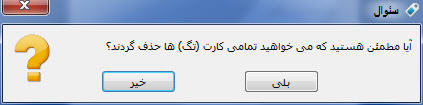 سئوال
آیا مطمئن هستید که می خواهید تمامی کارت (تگ) ها حذف گردند؟
بلی
خیر